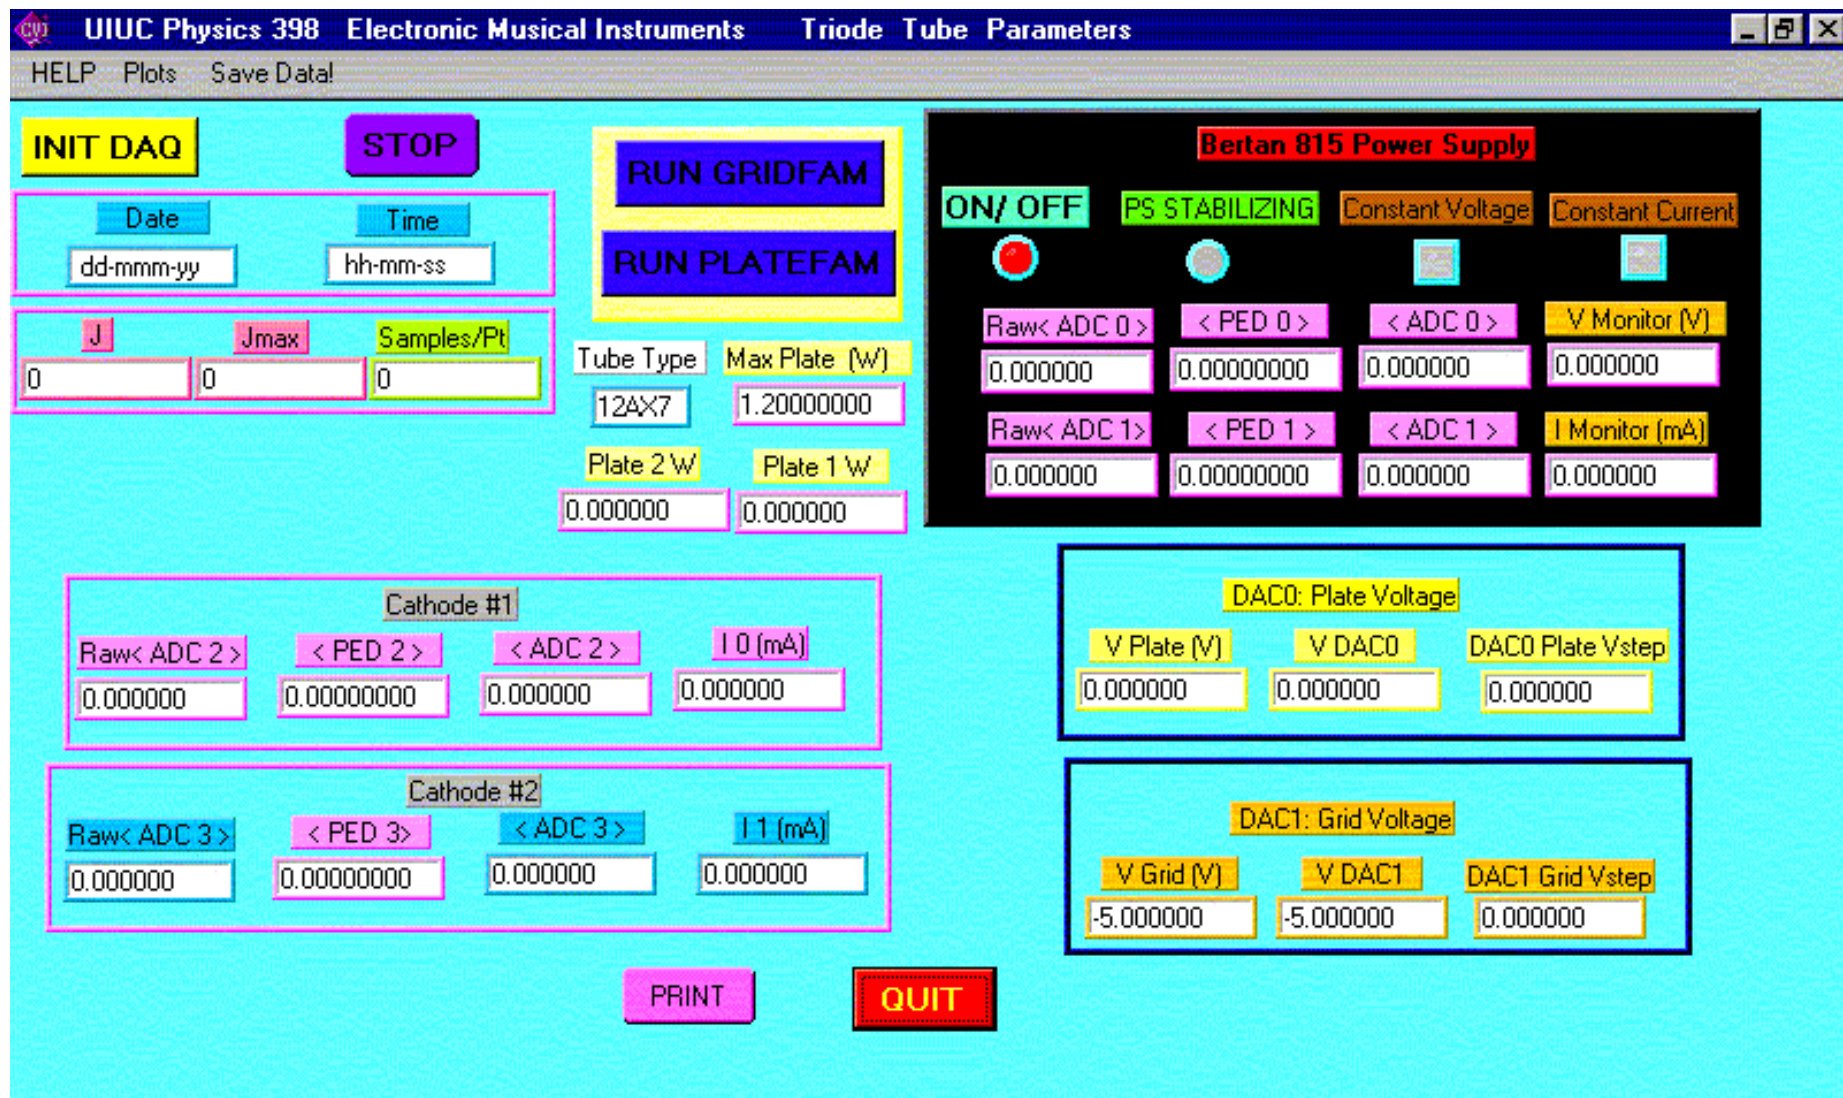 CVI UIUC Physics 398 Electronic Musical Instruments Triode Tube Parameters
HELP Plots Save Data!
INIT DAQ
STOP
Date
Time
dd-mmm-yy
hh-mm-ss
J
Jmax
Samples/Pt
0
0
0
RUN GRIDFAM
RUN PLATEFAM
Tube Type
Max Plate (W)
12AX7
1.20000000
Plate 2 W
Plate 1 W
0.000000
0.000000
Bertan 815 Power Supply
ON/ OFF
PS STABILIZING
Constant Voltage
Constant Current
Raw< ADC 0 >
< PED 0 >
< ADC 0 >
V Monitor (V)
0.000000
0.00000000
0.000000
0.000000
Raw< ADC 1>
< PED 1 >
< ADC 1 >
I Monitor (mA)
0.000000
0.00000000
0.000000
0.000000
Cathode #1
Raw< ADC 2 >
< PED 2 >
< ADC 2 >
I 0 (mA)
0.000000
0.00000000
0.000000
0.000000
Cathode #2
Raw< ADC 3 >
< PED 3>
< ADC 3 >
I 1 (mA)
0.000000
0.00000000
0.000000
0.000000
DAC0: Plate Voltage
V Plate (V)
V DAC0
DAC0 Plate Vstep
0.000000
0.000000
0.000000
DAC1: Grid Voltage
V Grid (V)
V DAC1
DAC1 Grid Vstep
-5.000000
-5.000000
0.000000
PRINT
QUIT